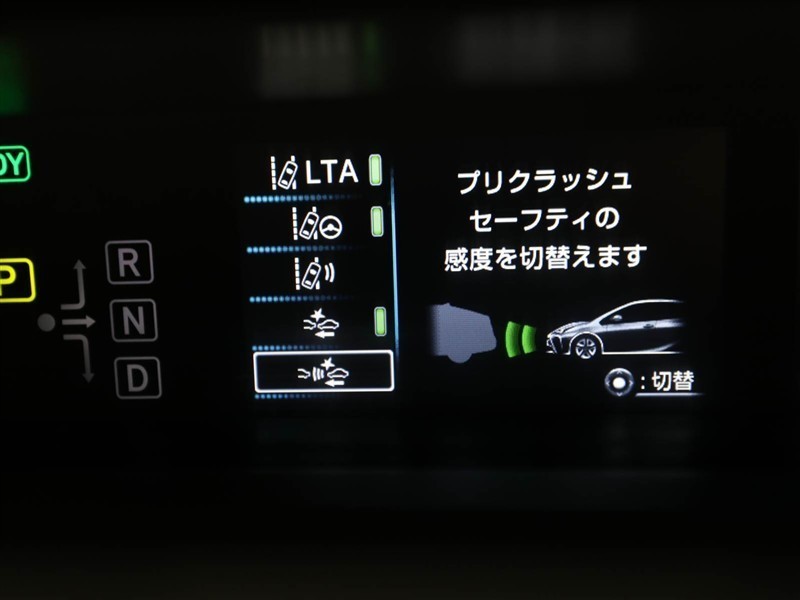 DY
LTA
プリクラッシュ
セーフティの
感度を切替えます
P
R
N
D
:切替